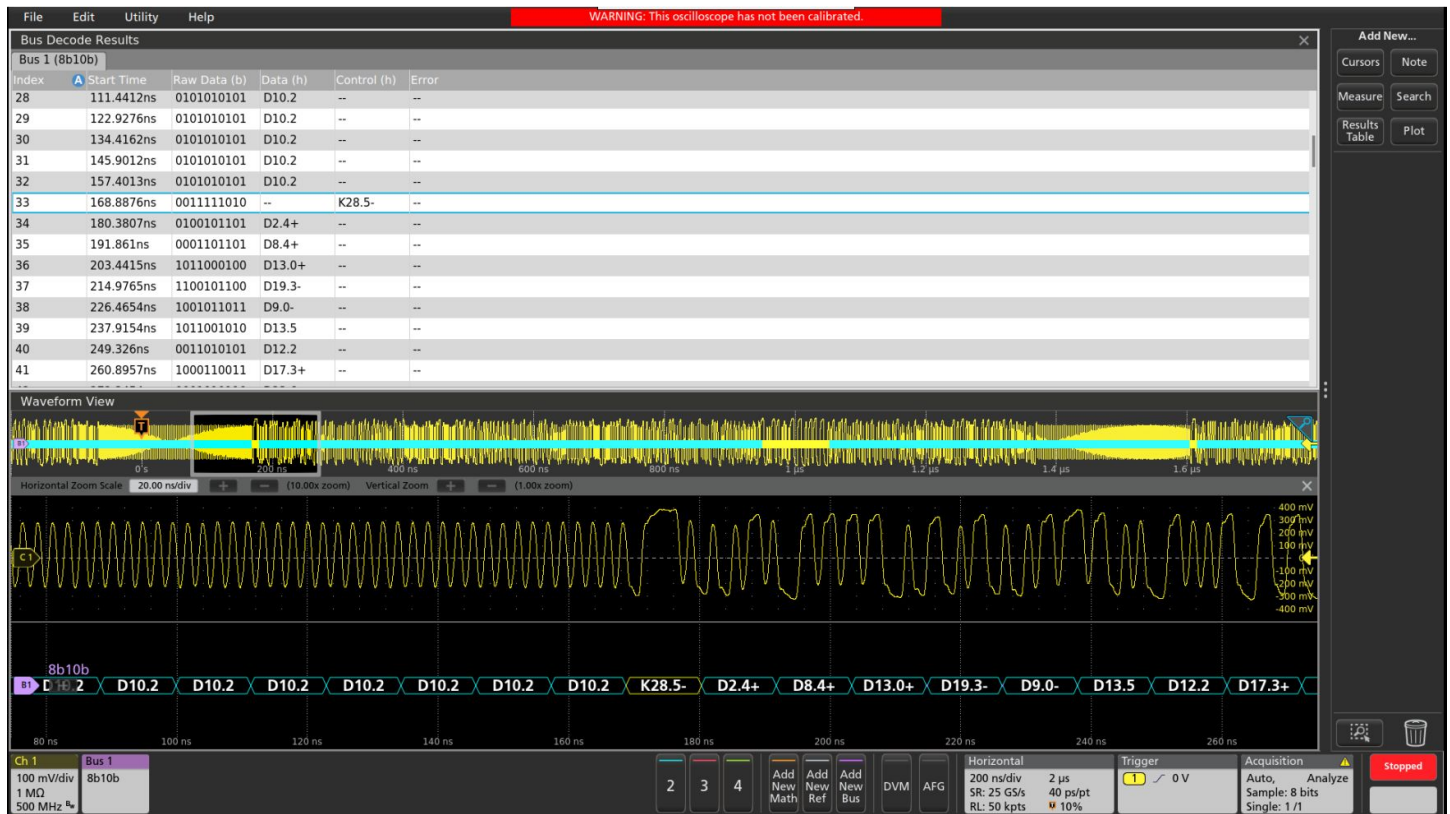 File Edit Utility Help
WARNING: This oscilloscope has not been calibrated.
Add New...
Bus Decode Results
Bus 1 (8b10b)
Cursors Note
Index A Start Time Raw Data (b) Data (h) Control (h) Error
28 111.4412ns 0101010101 D10.2 -- --
Measure Search
29 122.9276ns 0101010101 D10.2 -- --
Results Table Plot
30 134.4162ns 0101010101 D10.2 -- --
31 145.9012ns 0101010101 D10.2 -- --
32 157.4013ns 0101010101 D10.2 -- --
33 168.8876ns 0011111010 -- K28.5- --
34 180.3807ns 0100101101 D2.4+ -- --
35 191.861ns 0001101101 D8.4+ -- --
36 203.4415ns 1011000100 D13.0+ -- --
37 214.9765ns 1100101100 D19.3- -- --
38 226.4654ns 1001011011 D9.0- -- --
39 237.9154ns 1011001010 D13.5 -- --
40 249.326ns 0011010101 D12.2 -- --
41 260.8957ns 1000110011 D17.3+ -- --
Waveform View
T
B1
0 s 200 ns 400 ns 600 ns 800 ns 1 µs 1.2 µs 1.4 µs 1.6 µs
Horizontal Zoom Scale 20.00 ns/div + - (10.00x zoom) Vertical Zoom + - (1.00x zoom)
400 mV
300 mV
200 mV
100 mV
C1
-100 mV
-200 mV
-300 mV
-400 mV
8b10b
B1 D10.2 D10.2 D10.2 D10.2 D10.2 D10.2 D10.2 D10.2 K28.5- D2.4+ D8.4+ D13.0+ D19.3- D9.0- D13.5 D12.2 D17.3+
80 ns 100 ns 120 ns 140 ns 160 ns 180 ns 200 ns 220 ns 240 ns 260 ns
Ch 1
100 mV/div
1 MΩ
500 MHz
Bus 1
8b10b
2 3 4
Add New Math
Add New Ref
Add New Bus
DVM AFG
Horizontal
200 ns/div 2 µs
SR: 25 GS/s 40 ps/pt
RL: 50 kpts 10%
Trigger
1 0 V
Acquisition
Auto, Analyze
Sample: 8 bits
Single: 1 /1
Stopped